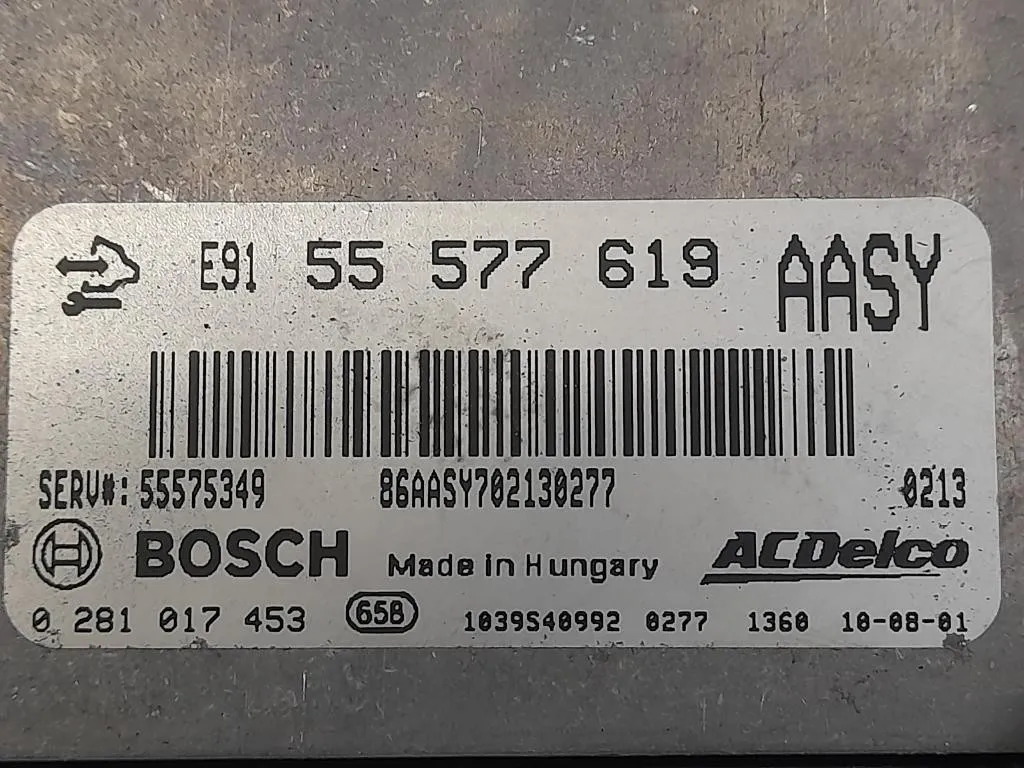 E91 55 577 619 AASY
SERV#: 55575349 86AASY702130277 0213
BOSCH Made in Hungary ACDelco
0 281 017 453 658 1039S40992 0277 1360 10-08-01